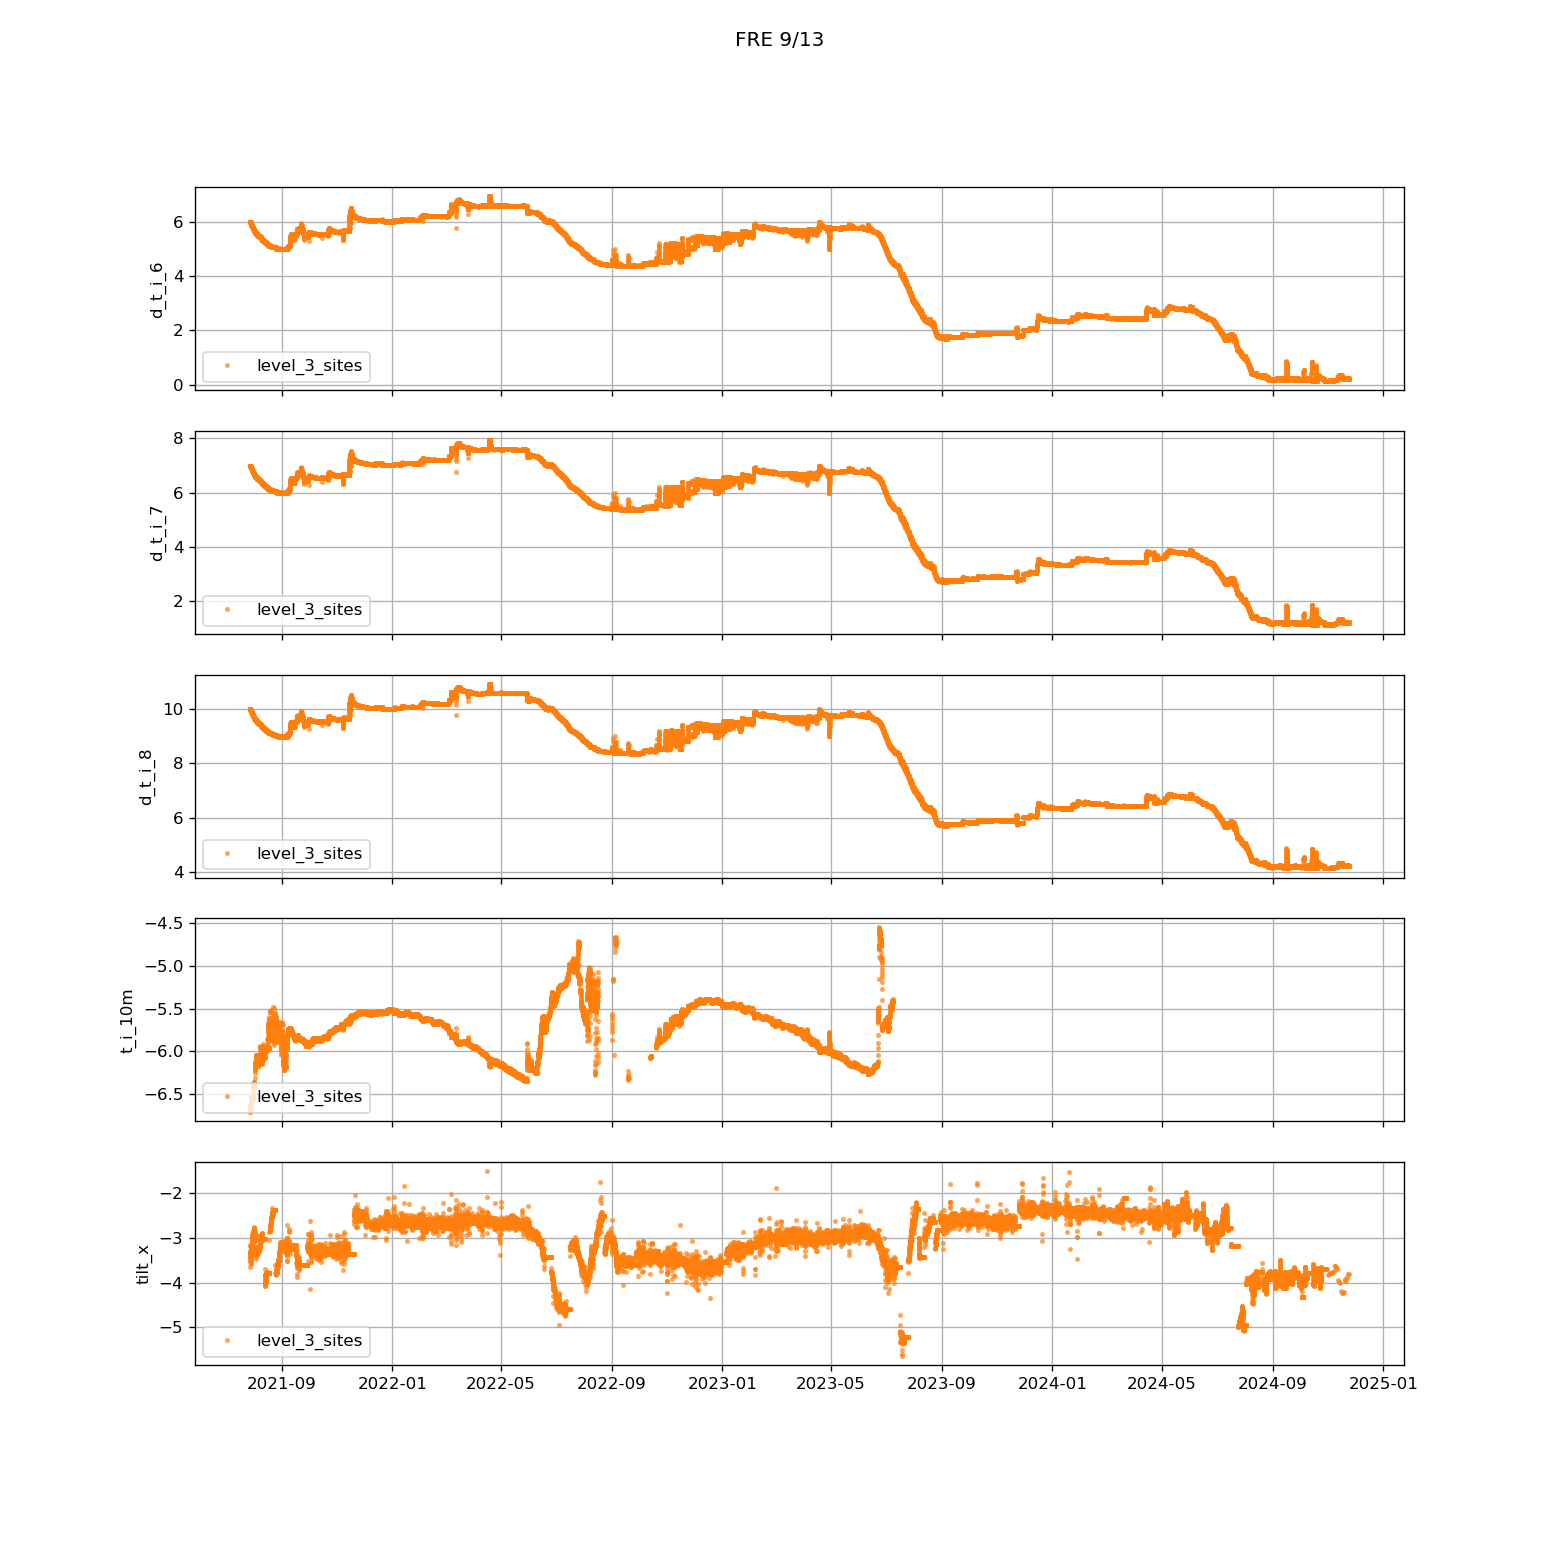 FRE 9/13
6
4
2
0
d_t_i_6
level_3_sites
8
6
4
2
d_t_i_7
level_3_sites
10
8
6
4
d_t_i_8
level_3_sites
−4.5
−5.0
−5.5
−6.0
−6.5
t_i_10m
level_3_sites
−2
−3
−4
−5
tilt_x
level_3_sites
2021-09 2022-01 2022-05 2022-09 2023-01 2023-05 2023-09 2024-01 2024-05 2024-09 2025-01